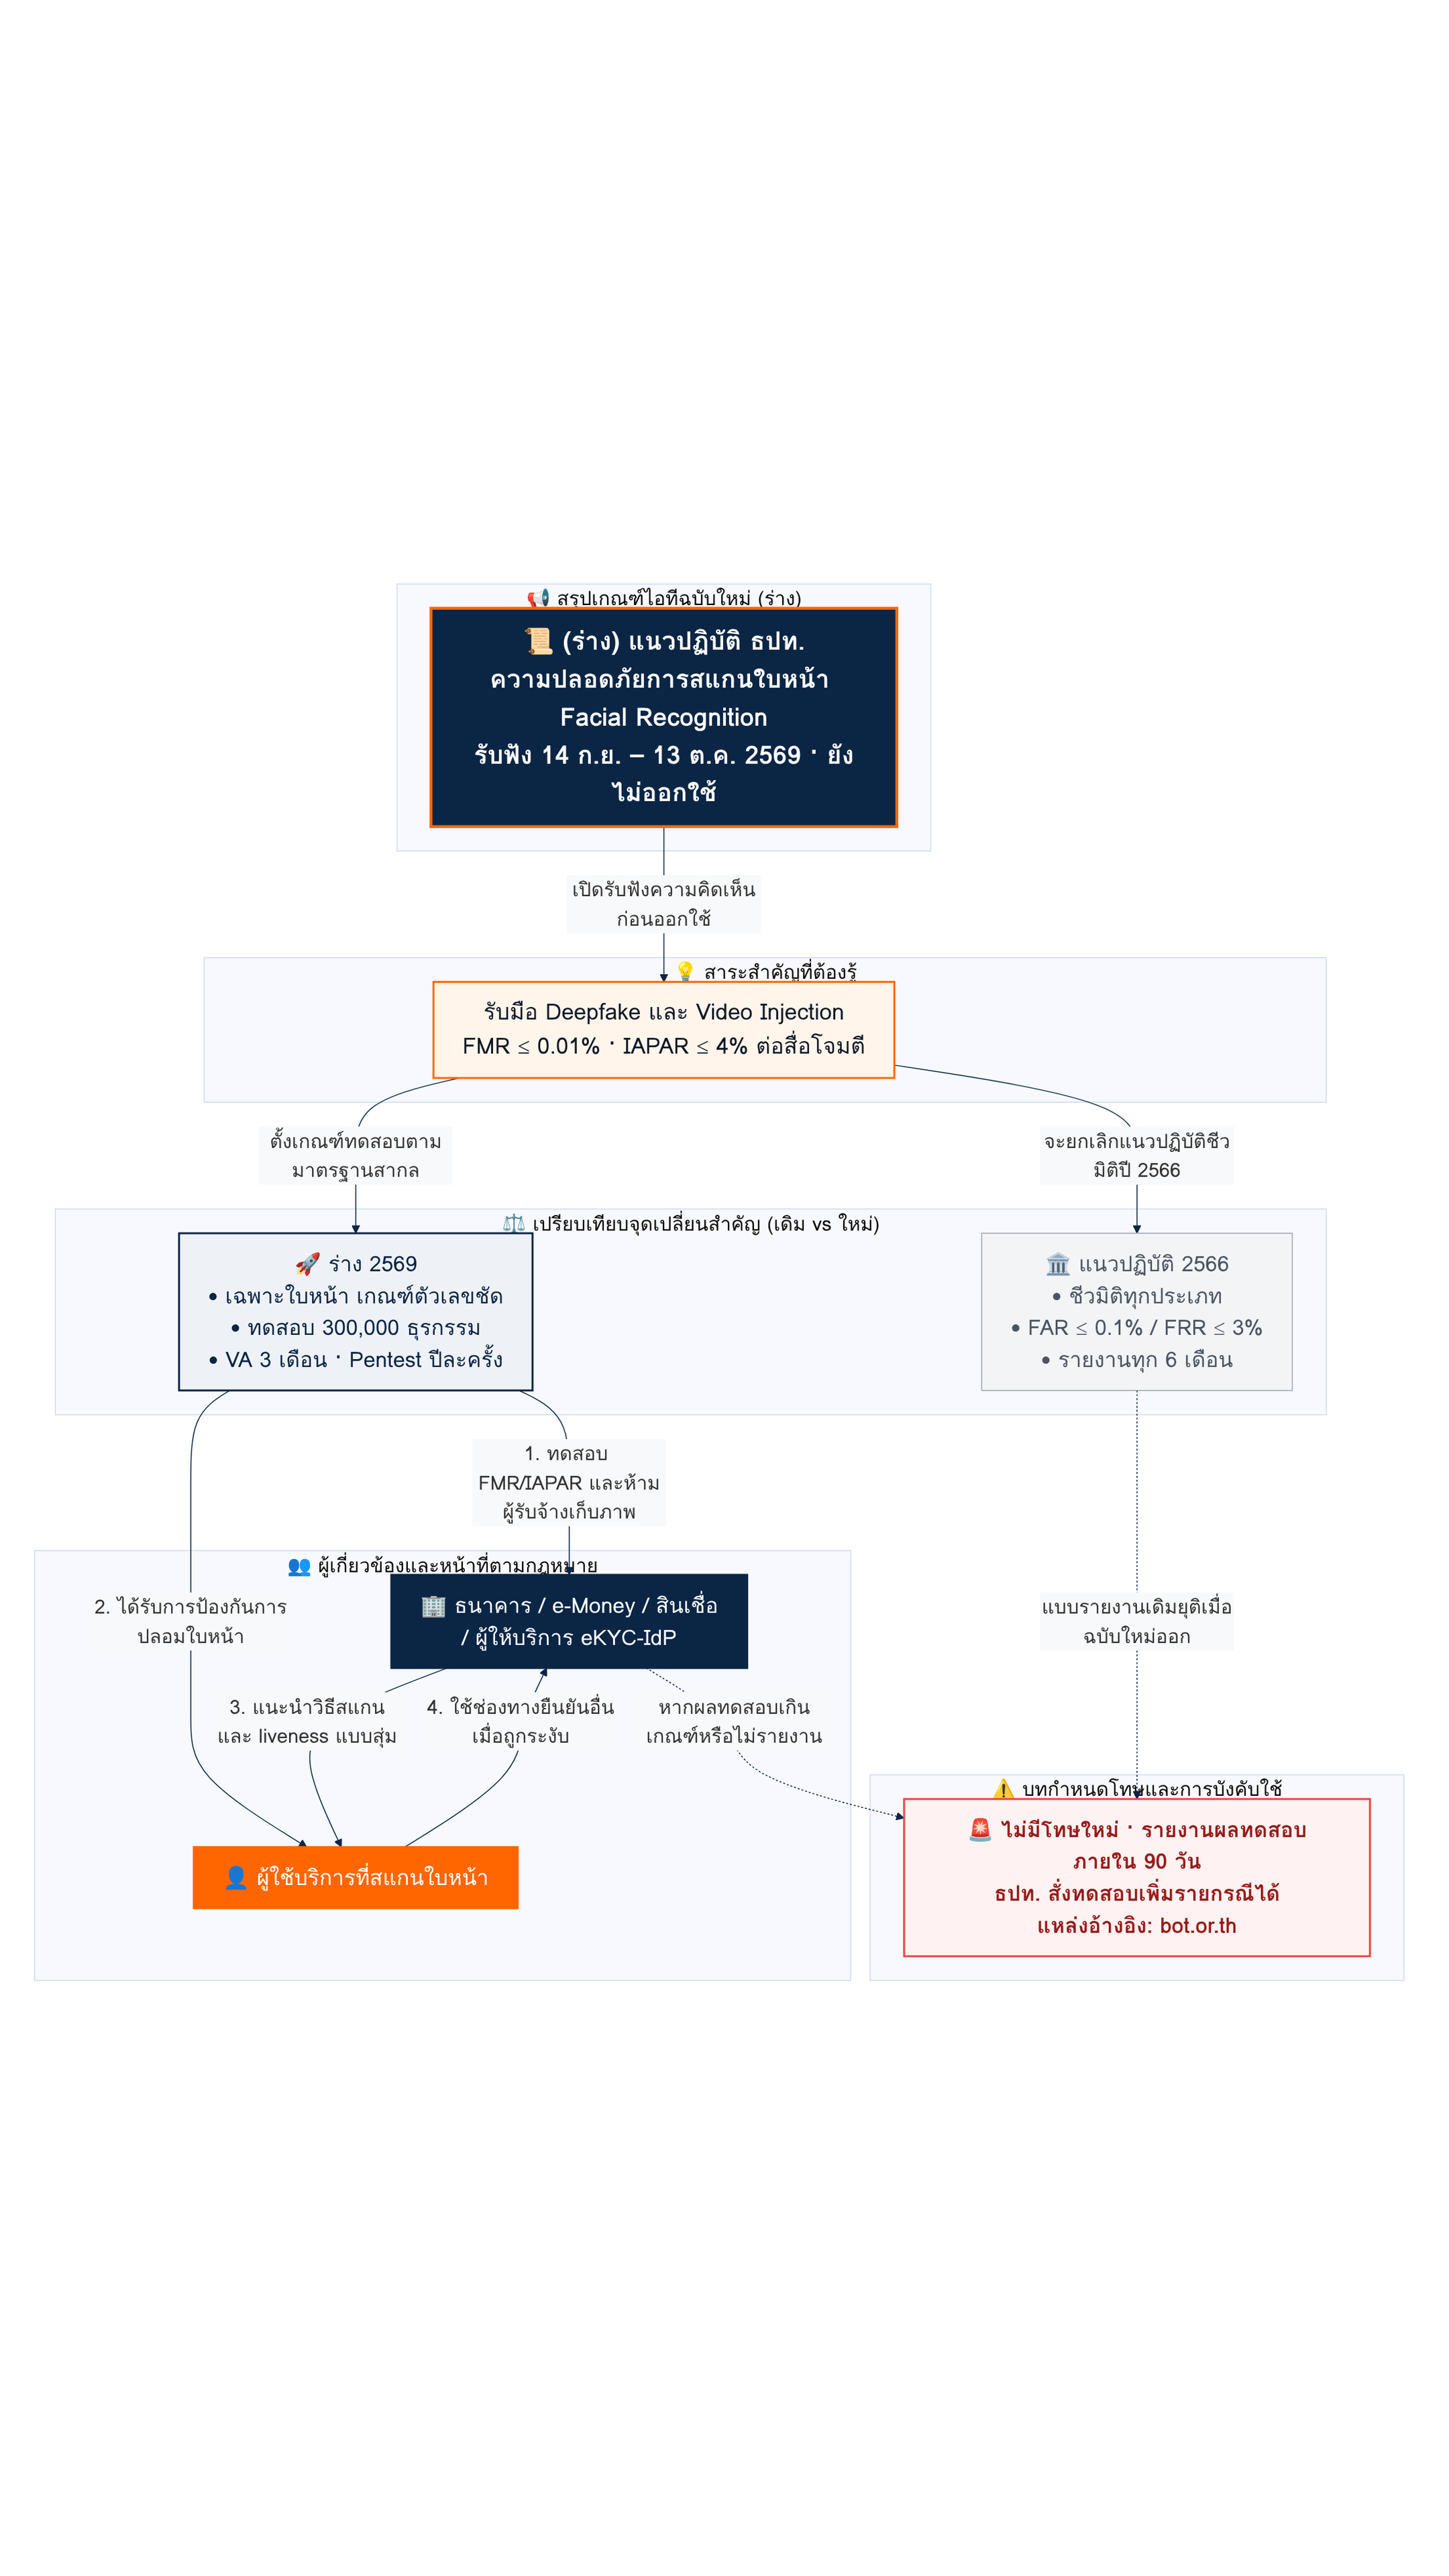 📢 สรุปเกณฑ์ไอทีฉบับใหม่ (ร่าง)
📜 (ร่าง) แนวปฏิบัติ ธปท.
ความปลอดภัยการสแกนใบหน้า
Facial Recognition
รับฟัง 14 ก.ย. – 13 ต.ค. 2569 · ยัง
ไม่ออกใช้
เปิดรับฟังความคิดเห็น
ก่อนออกใช้
💡 สาระสำคัญที่ต้องรู้
รับมือ Deepfake และ Video Injection
FMR ≤ 0.01% · IAPAR ≤ 4% ต่อสื่อโจมตี
ตั้งเกณฑ์ทดสอบตาม
มาตรฐานสากล
จะยกเลิกแนวปฏิบัติชีว
มิติปี 2566
⚖️ เปรียบเทียบจุดเปลี่ยนสำคัญ (เดิม vs ใหม่)
🚀 ร่าง 2569
• เฉพาะใบหน้า เกณฑ์ตัวเลขชัด
• ทดสอบ 300,000 ธุรกรรม
• VA 3 เดือน · Pentest ปีละครั้ง
🏛️ แนวปฏิบัติ 2566
• ชีวมิติทุกประเภท
• FAR ≤ 0.1% / FRR ≤ 3%
• รายงานทุก 6 เดือน
1. ทดสอบ
FMR/IAPAR และห้าม
ผู้รับจ้างเก็บภาพ
👥 ผู้เกี่ยวข้องและหน้าที่ตามกฎหมาย
2. ได้รับการป้องกันการ
ปลอมใบหน้า
🏢 ธนาคาร / e-Money / สินเชื่อ
/ ผู้ให้บริการ eKYC-IdP
แบบรายงานเดิมยุติเมื่อ
ฉบับใหม่ออก
3. แนะนำวิธีสแกน
และ liveness แบบสุ่ม
4. ใช้ช่องทางยืนยันอื่น
เมื่อถูกระงับ
หากผลทดสอบเกิน
เกณฑ์หรือไม่รายงาน
👤 ผู้ใช้บริการที่สแกนใบหน้า
⚠️ บทกำหนดโทษและการบังคับใช้
🚨 ไม่มีโทษใหม่ · รายงานผลทดสอบ
ภายใน 90 วัน
ธปท. สั่งทดสอบเพิ่มรายกรณีได้
แหล่งอ้างอิง: bot.or.th